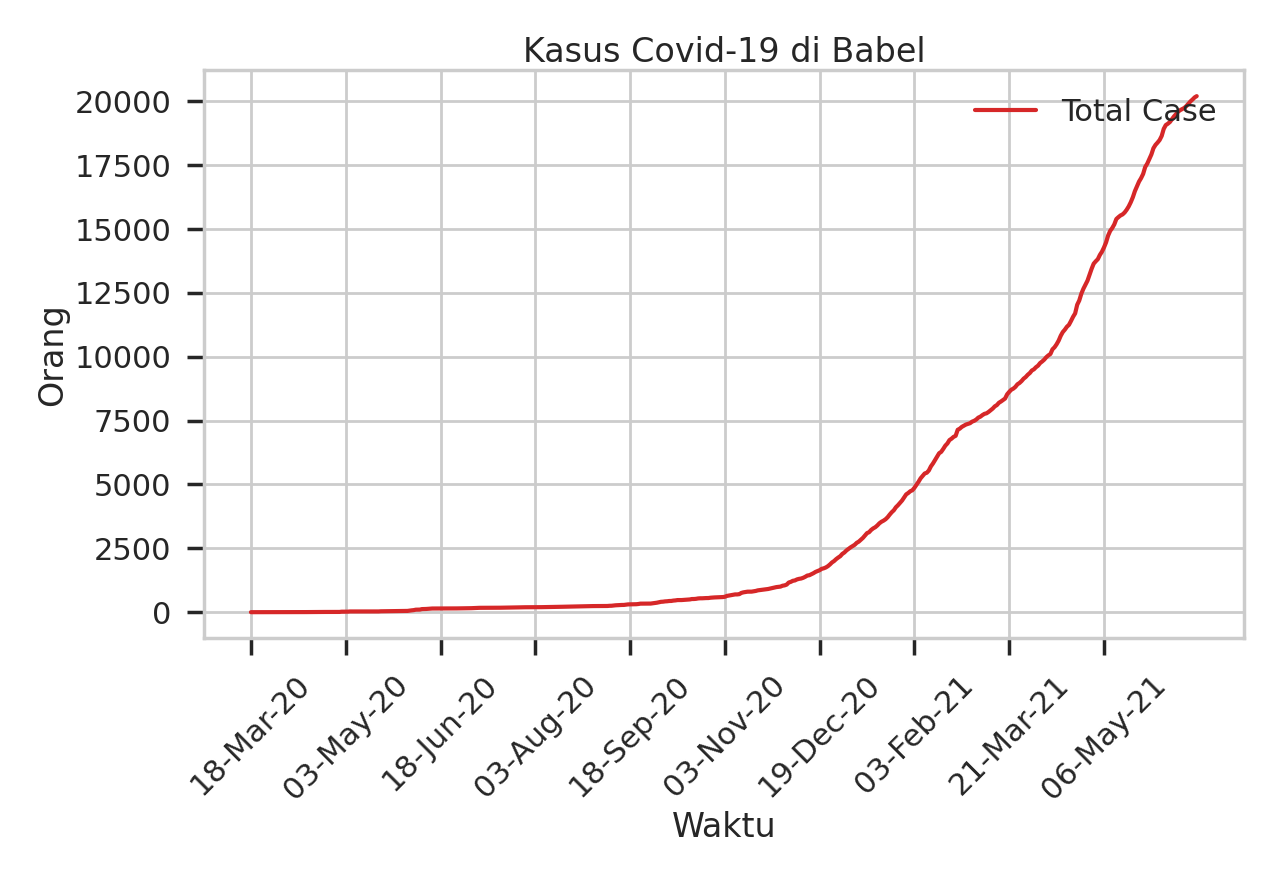 Kasus Covid-19 di Babel
Total Case
Orang
20000
17500
15000
12500
10000
7500
5000
2500
0
18-Mar-20
03-May-20
18-Jun-20
03-Aug-20
18-Sep-20
03-Nov-20
19-Dec-20
03-Feb-21
21-Mar-21
06-May-21
Waktu